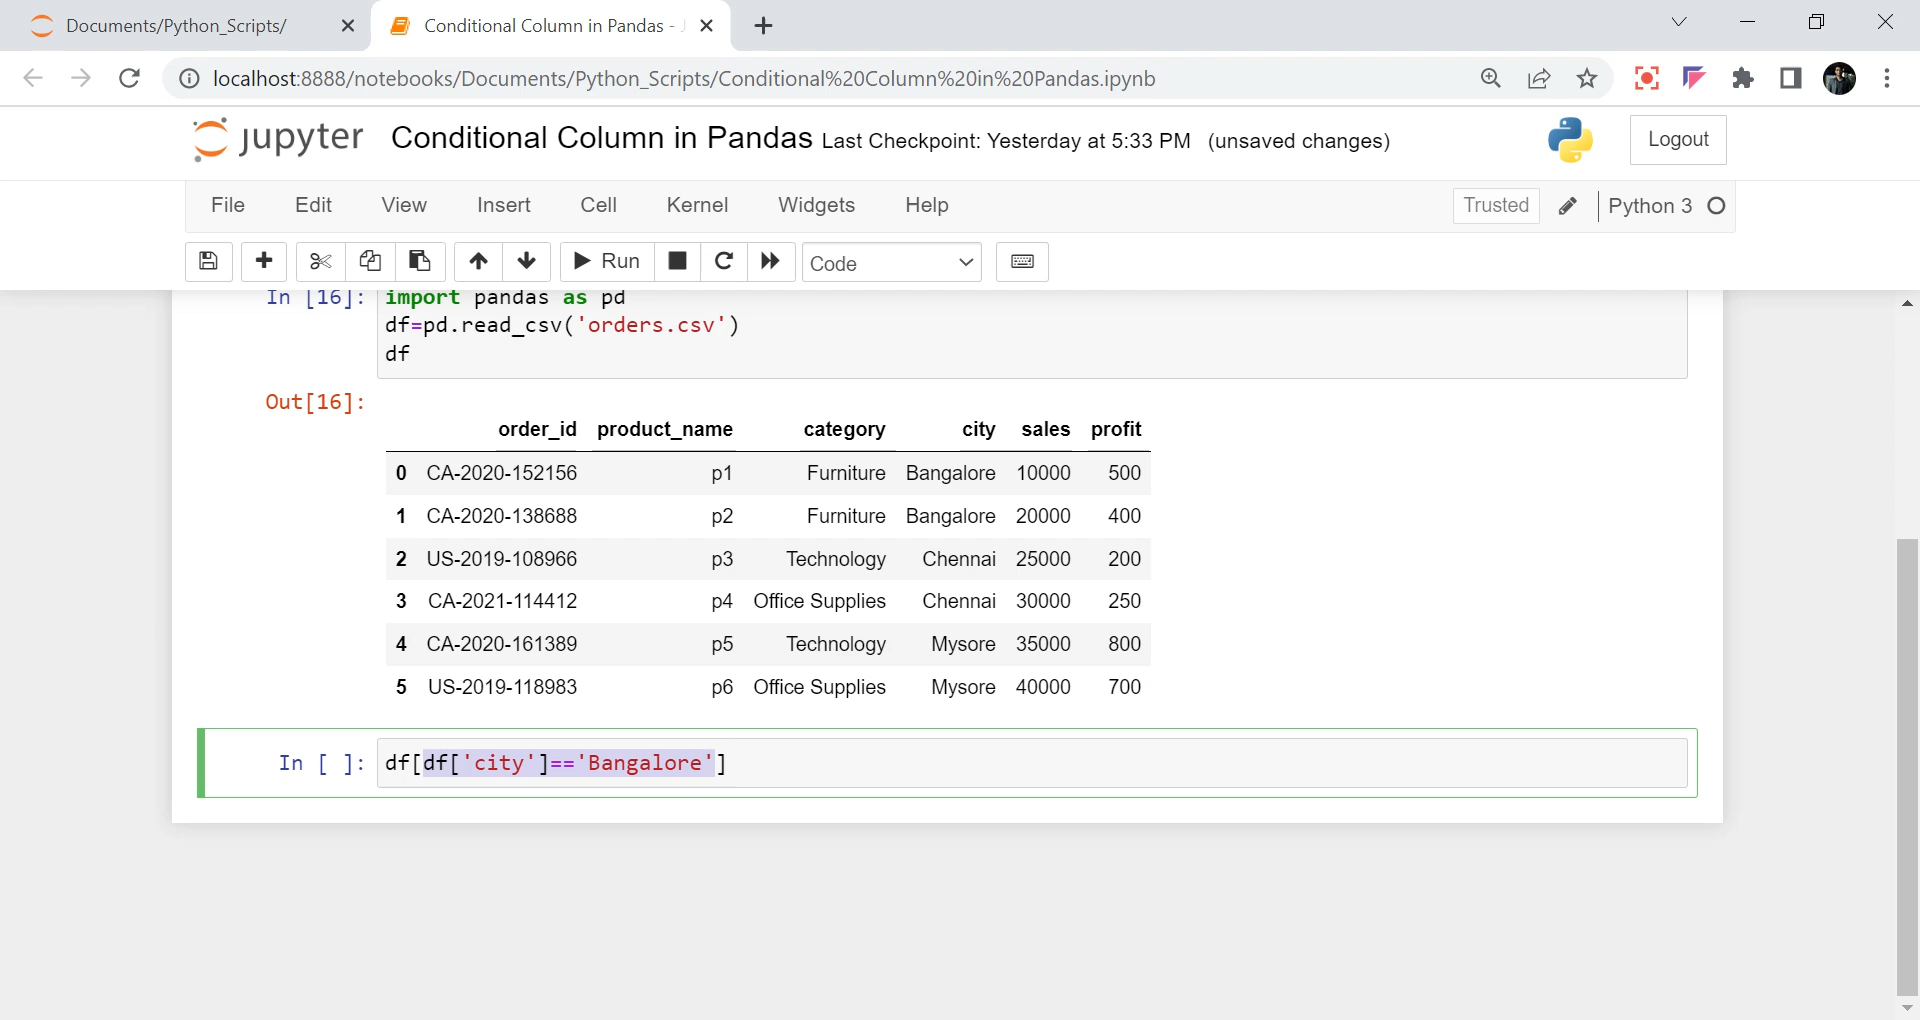 Documents/Python_Scripts/
Conditional Column in Pandas - J
localhost:8888/notebooks/Documents/Python_Scripts/Conditional%20Column%20in%20Pandas.ipynb
jupyter Conditional Column in Pandas Last Checkpoint: Yesterday at 5:33 PM (unsaved changes)
Logout
File Edit View Insert Cell Kernel Widgets Help
Trusted Python 3
Run Code
In [16]: import pandas as pd
df=pd.read_csv('orders.csv')
df
Out[16]:
order_id product_name category city sales profit
0 CA-2020-152156 p1 Furniture Bangalore 10000 500
1 CA-2020-138688 p2 Furniture Bangalore 20000 400
2 US-2019-108966 p3 Technology Chennai 25000 200
3 CA-2021-114412 p4 Office Supplies Chennai 30000 250
4 CA-2020-161389 p5 Technology Mysore 35000 800
5 US-2019-118983 p6 Office Supplies Mysore 40000 700
In [ ]: df[df['city']=='Bangalore']